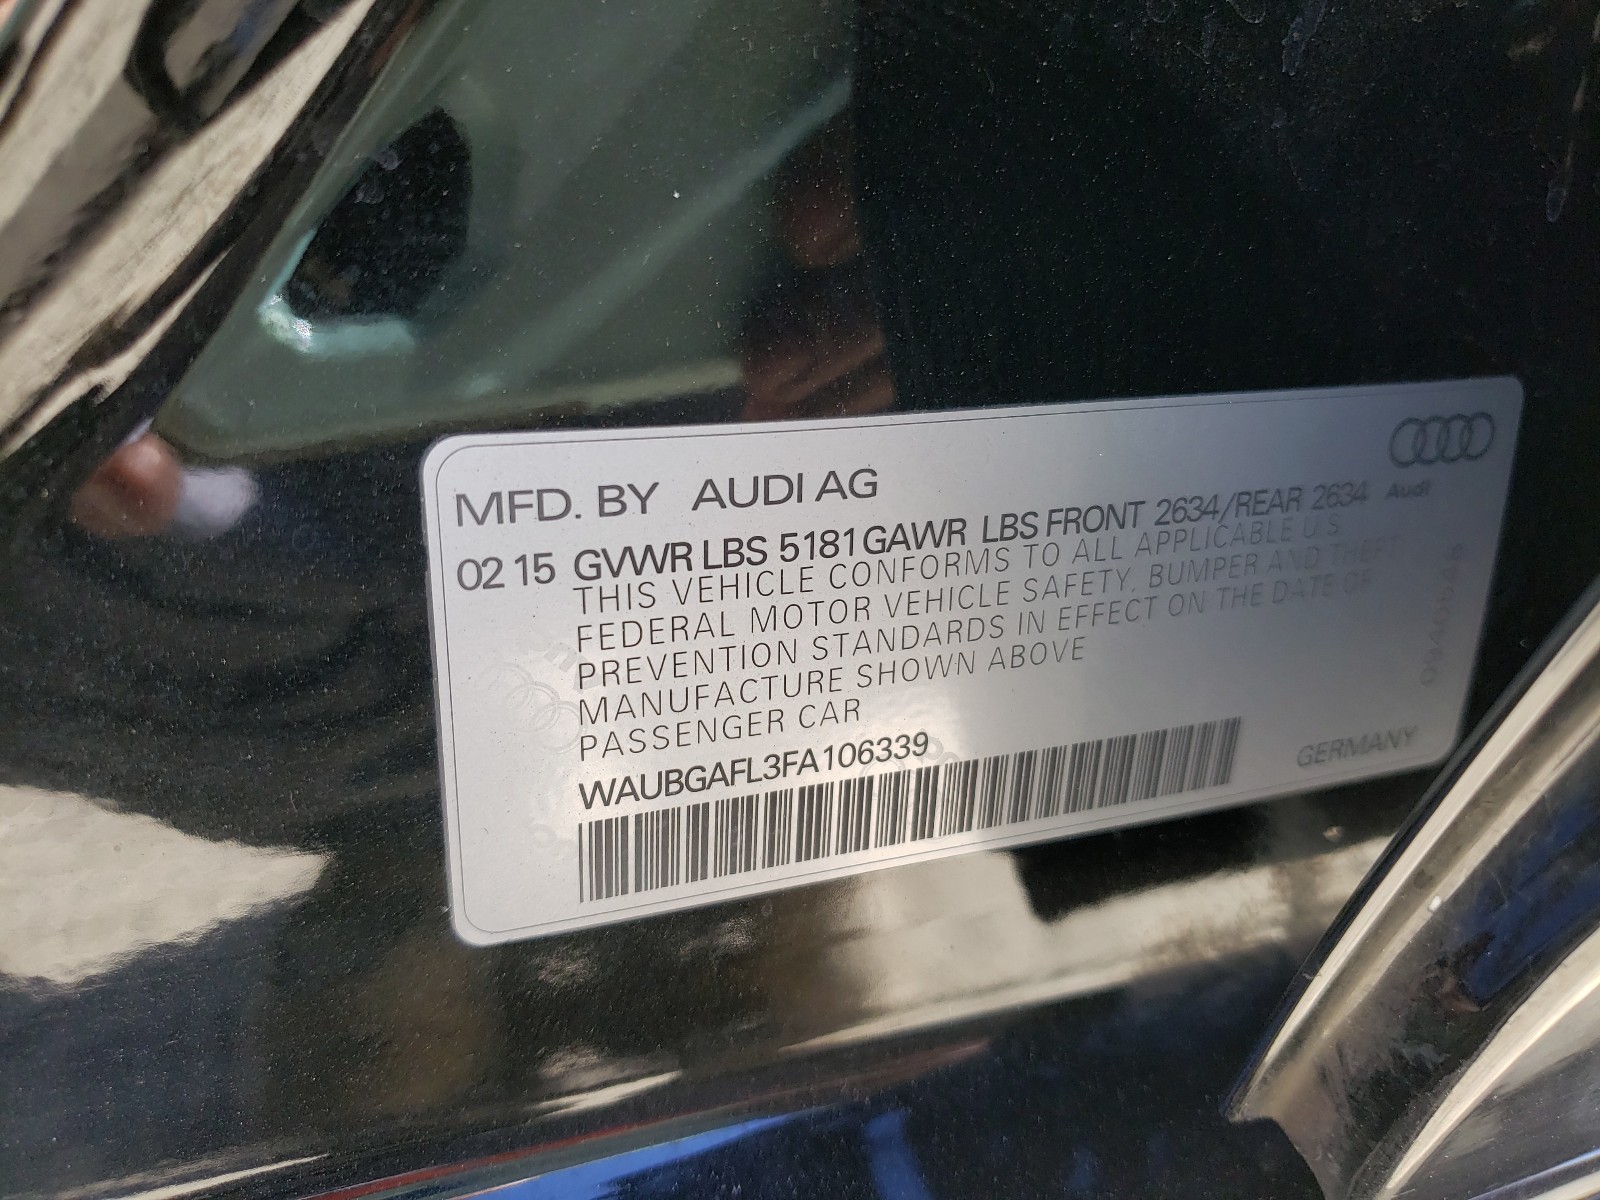 MFD. BY AUDI AG
Audi
02 15 GVWR LBS 5181 GAWR LBS FRONT 2634/REAR 2634
THIS VEHICLE CONFORMS TO ALL APPLICABLE U.S.
FEDERAL MOTOR VEHICLE SAFETY, BUMPER AND THEFT
PREVENTION STANDARDS IN EFFECT ON THE DATE OF
MANUFACTURE SHOWN ABOVE
PASSENGER CAR
WAUBGAFL3FA106339
GERMANY